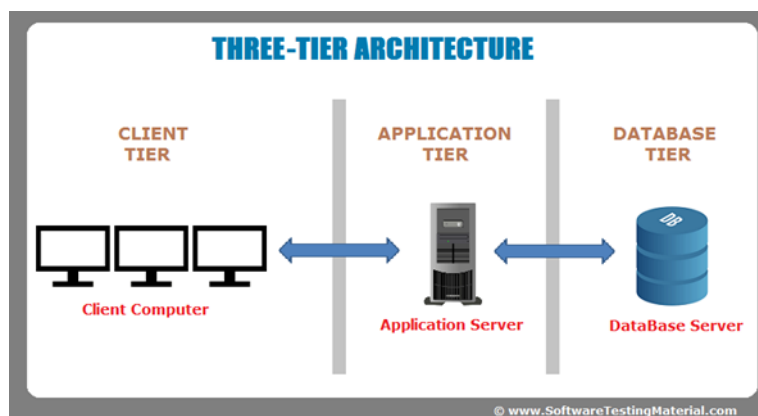 THREE-TIER ARCHITECTURE
CLIENT
TIER
APPLICATION
TIER
DATABASE
TIER
DB
Client Computer
Application Server
DataBase Server
© www.SoftwareTestingMaterial.com